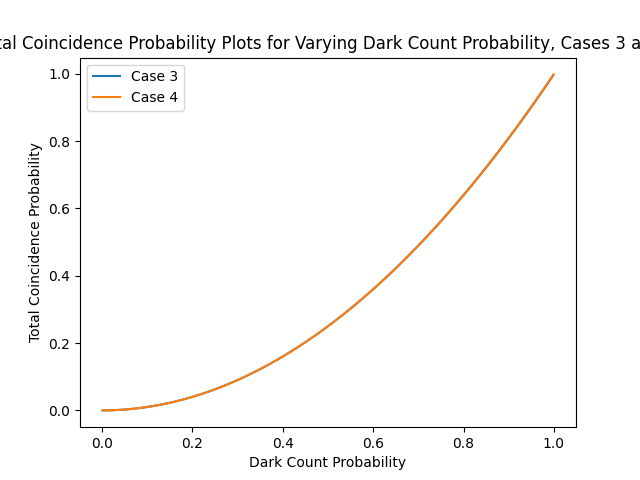 tal Coincidence Probability Plots for Varying Dark Count Probability, Cases 3 a
Case 3
Case 4
Total Coincidence Probability
1.0
0.8
0.6
0.4
0.2
0.0
0.0 0.2 0.4 0.6 0.8 1.0
Dark Count Probability